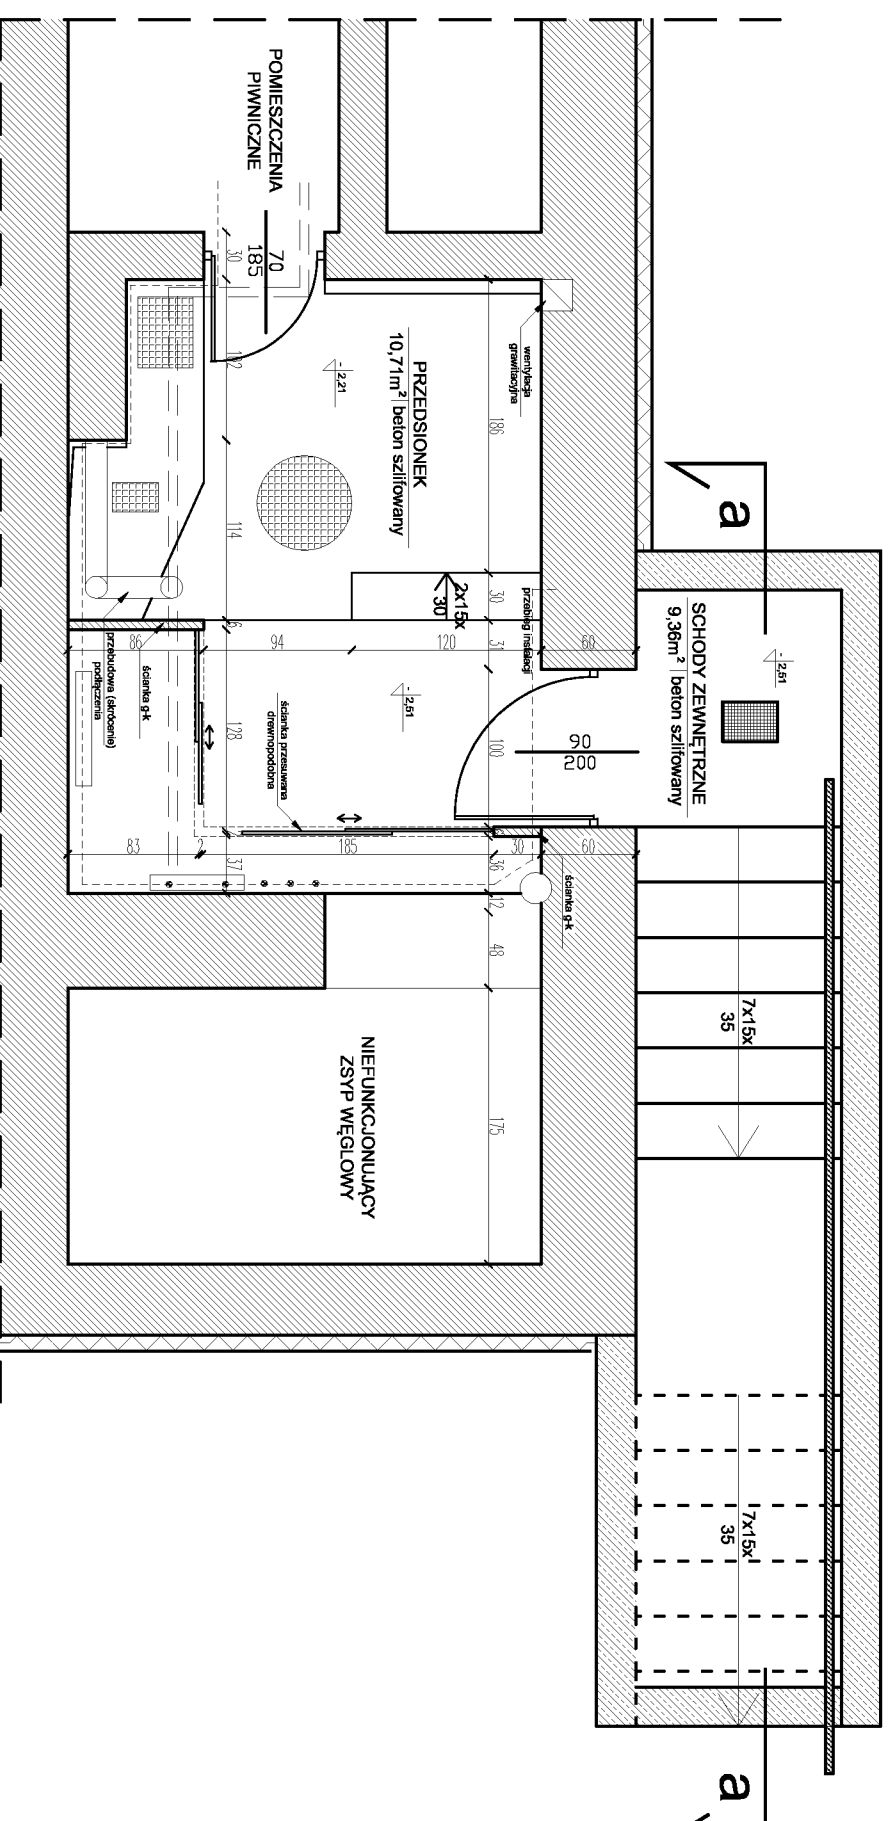 POMIESZCZENIA
PIWNICZNE
70
185
30
wentylacja
grawitacyjna
PRZEDSIONEK
10,71m² beton szlifowany
-2,21
186
114
2x15x
30
30
przebieg instalacji
a
SCHODY ZEWNĘTRZNE
9,36m² beton szlifowany
-2,51
86
94
120
31
60
6
-2,51
ścianka g-k
przebudowa (skrócenie)
podłączenia
128
ścianka przesuwana
drewnopodobna
100
90
200
83
2
185
30
60
37
36
12
48
ścianka g-k
7x15x
35
NIEFUNKCJONUJĄCY
ZSYP WĘGLOWY
175
7x15x
35
a